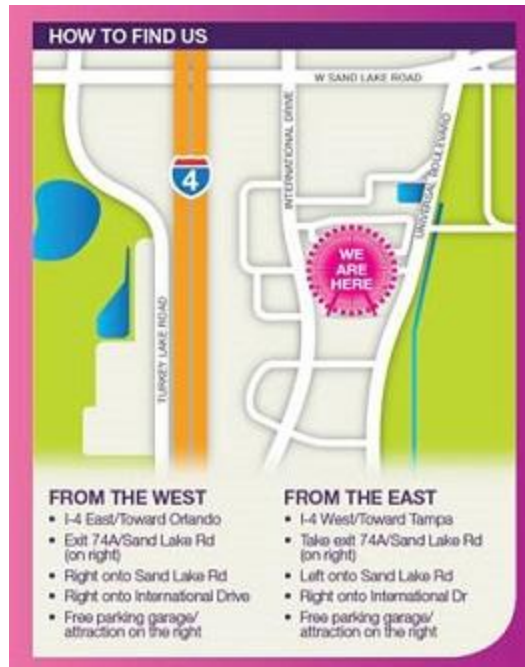 HOW TO FIND US
W SAND LAKE ROAD
INTERNATIONAL DRIVE
UNIVERSAL BOULEVARD
4
WE
ARE
HERE
TURKEY LAKE ROAD
FROM THE WEST
• I-4 East/Toward Orlando
• Exit 74A/Sand Lake Rd
(on right)
• Right onto Sand Lake Rd
• Right onto International Drive
• Free parking garage/
attraction on the right
FROM THE EAST
• I-4 West/Toward Tampa
• Take exit 74A/Sand Lake Rd
(on right)
• Left onto Sand Lake Rd
• Right onto International Dr
• Free parking garage/
attraction on the right